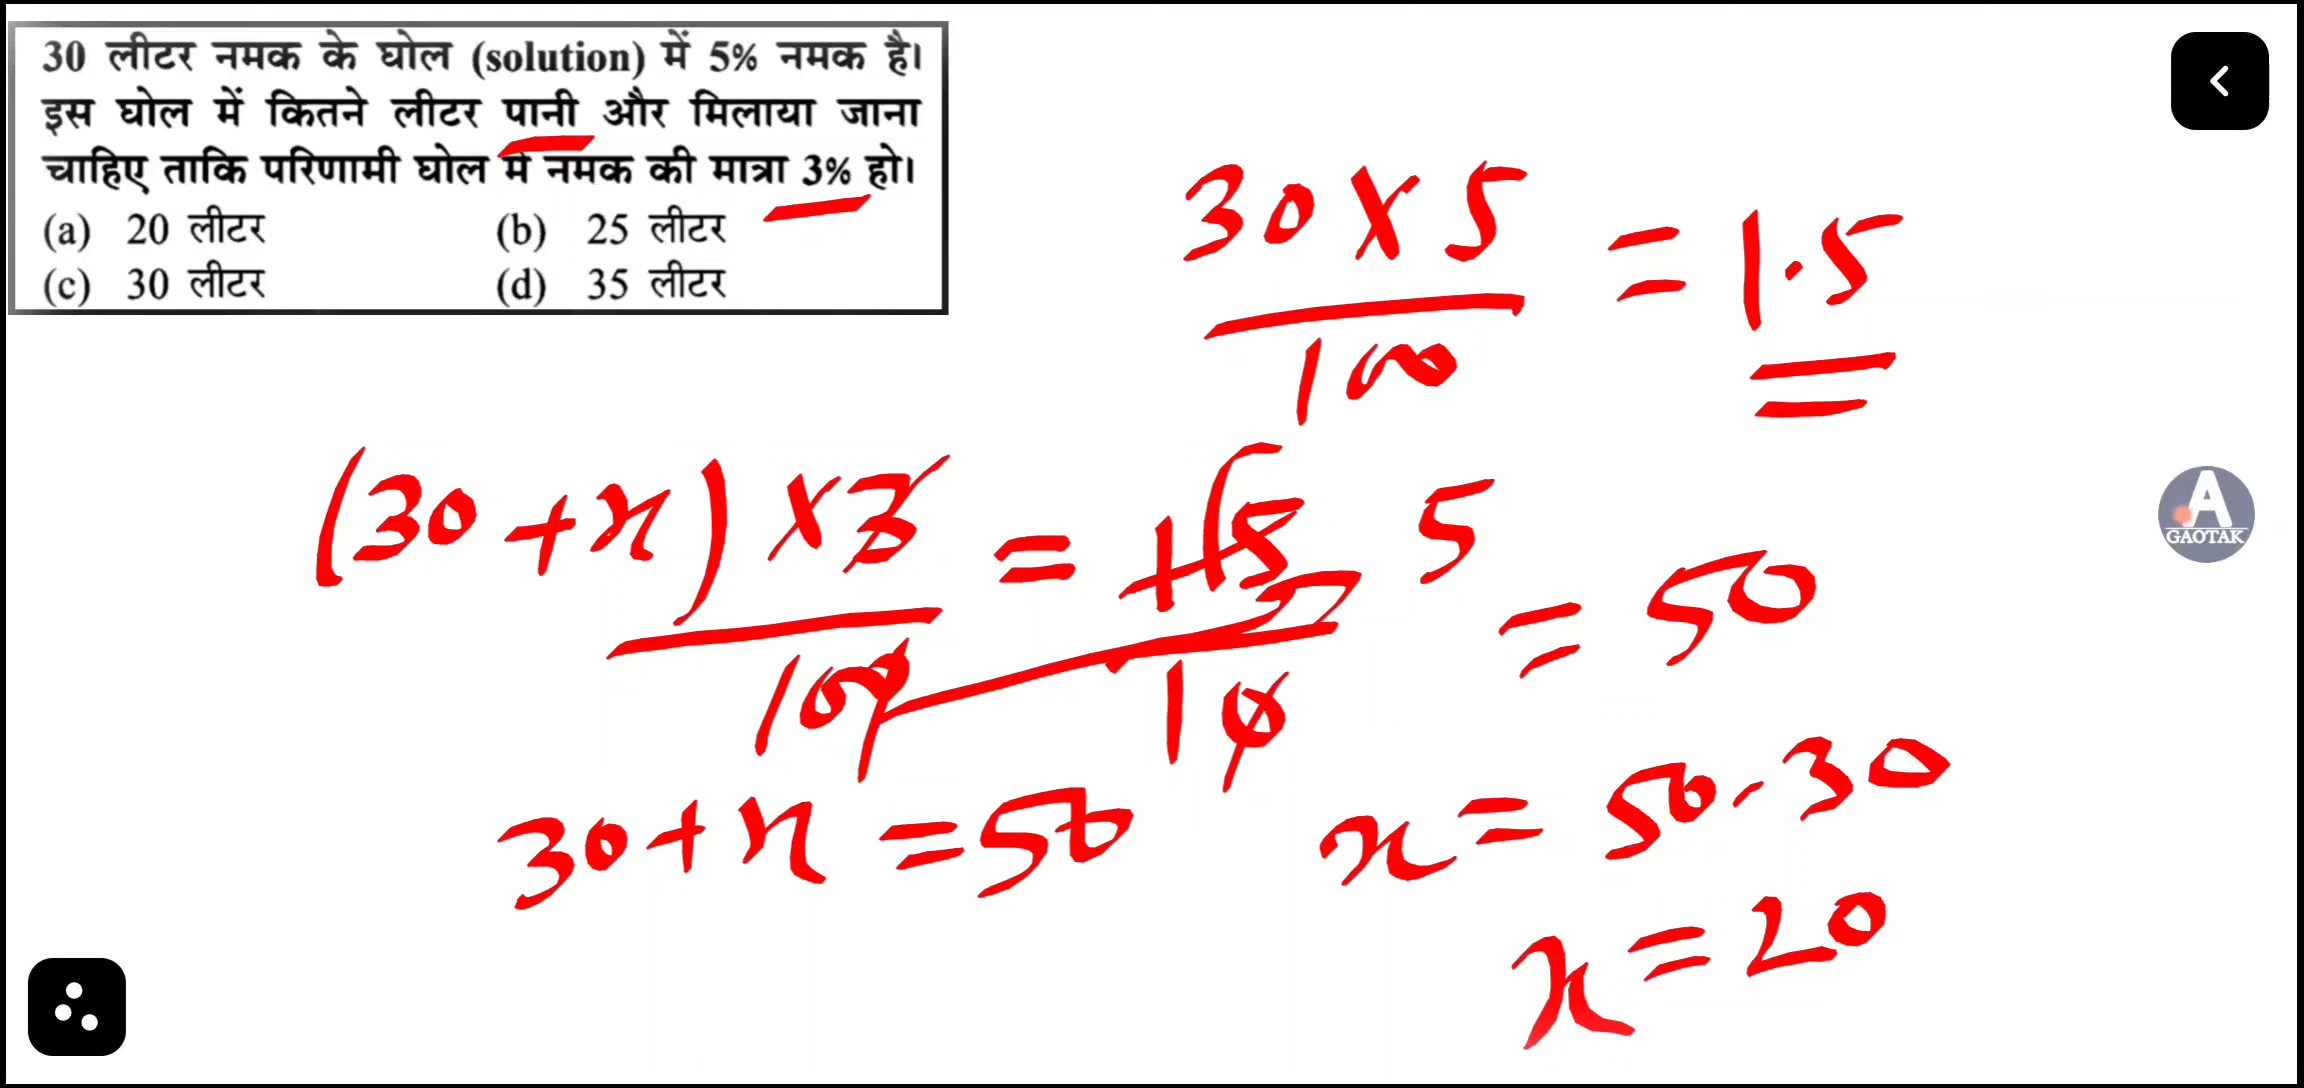 30 लीटर नमक के घोल (solution) में 5% नमक है।
इस घोल में कितने लीटर पानी और मिलाया जाना
चाहिए ताकि परिणामी घोल में नमक की मात्रा 3% हो।
(a) 20 लीटर (b) 25 लीटर
(c) 30 लीटर (d) 35 लीटर
30 × 5 / 100 = 1.5
(30 + x) × 3 / 100 = 15 / 10 5
= 50
30 + x = 50
x = 50 - 30
x = 20
A
GAOTAK